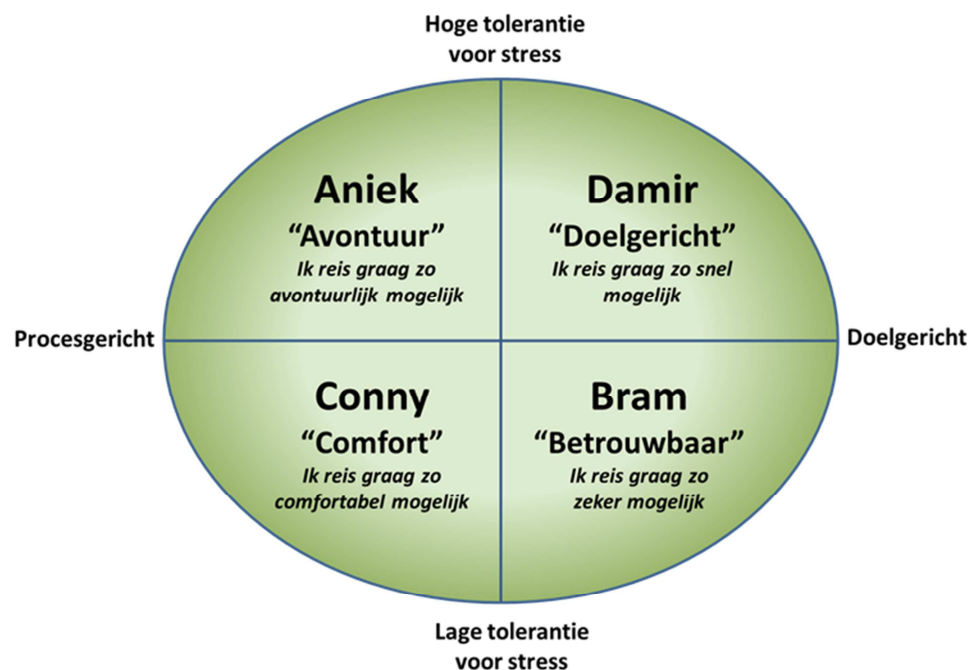 Hoge tolerantie
voor stress
Aniek
“Avontuur”
Ik reis graag zo
avontuurlijk mogelijk
Damir
“Doelgericht”
Ik reis graag zo snel
mogelijk
Procesgericht
Doelgericht
Conny
“Comfort”
Ik reis graag zo
comfortabel mogelijk
Bram
“Betrouwbaar”
Ik reis graag zo
zeker mogelijk
Lage tolerantie
voor stress